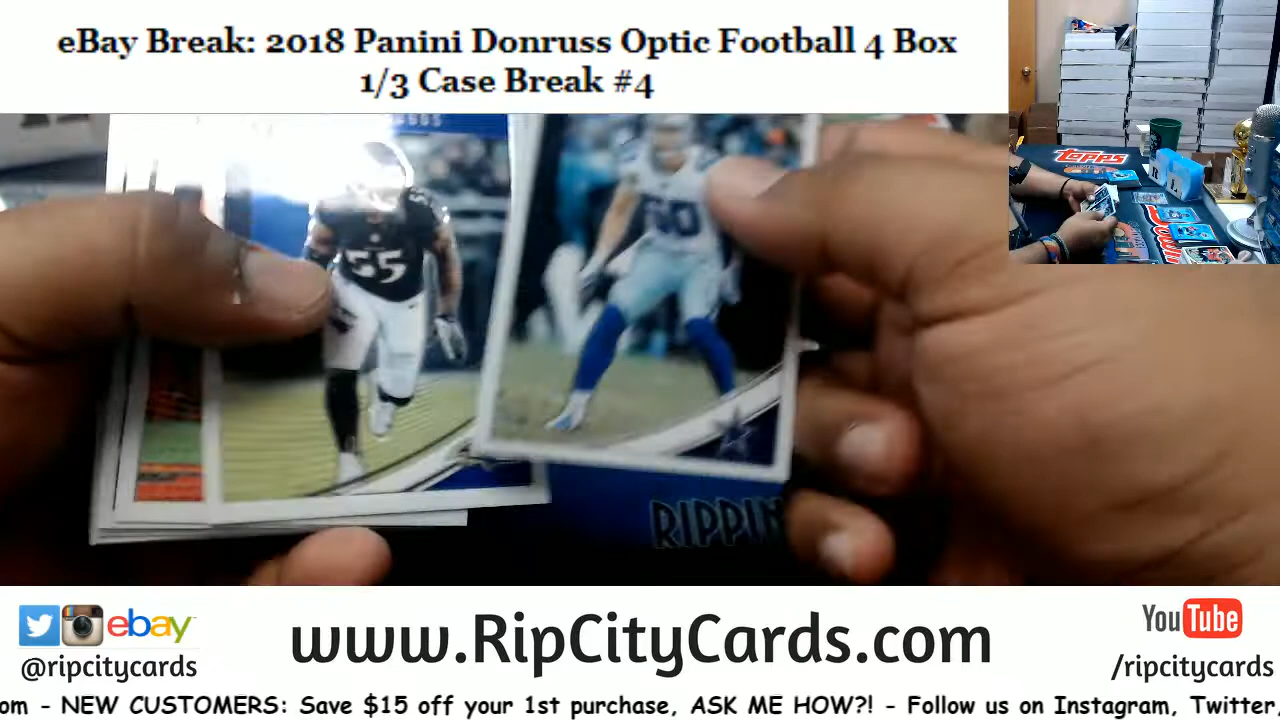 eBay Break: 2018 Panini Donruss Optic Football 4 Box
1/3 Case Break #4
55
60
TOPPS
RIPPIN
ebay
@ripcitycards
www.RipCityCards.com
YouTube
/ripcitycards
om - NEW CUSTOMERS: Save $15 off your 1st purchase, ASK ME HOW?! - Follow us on Instagram, Twitter,